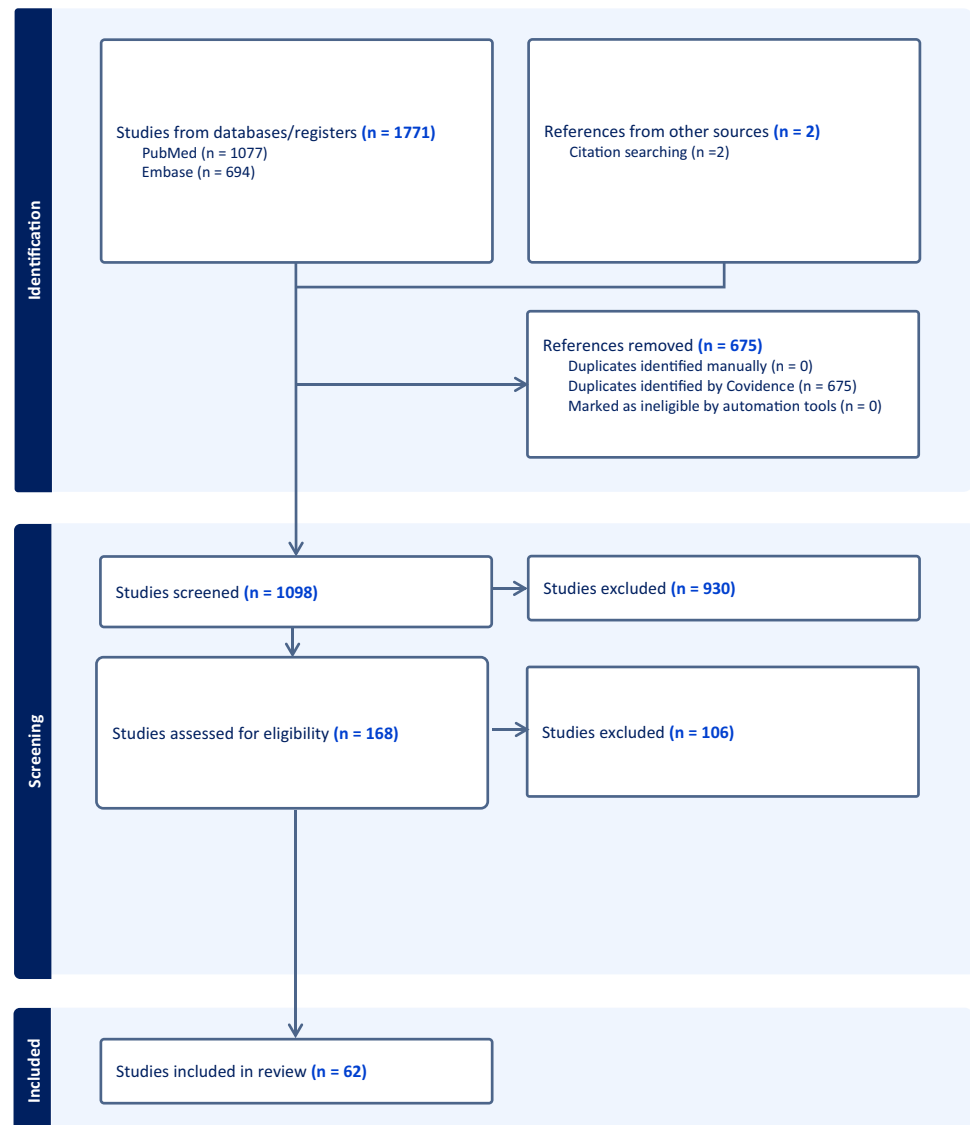 Identification
Studies from databases/registers (n = 1771)
PubMed (n = 1077)
Embase (n = 694)
References from other sources (n = 2)
Citation searching (n =2)
References removed (n = 675)
Duplicates identified manually (n = 0)
Duplicates identified by Covidence (n = 675)
Marked as ineligible by automation tools (n = 0)
Screening
Studies screened (n = 1098)
Studies excluded (n = 930)
Studies assessed for eligibility (n = 168)
Studies excluded (n = 106)
Included
Studies included in review (n = 62)